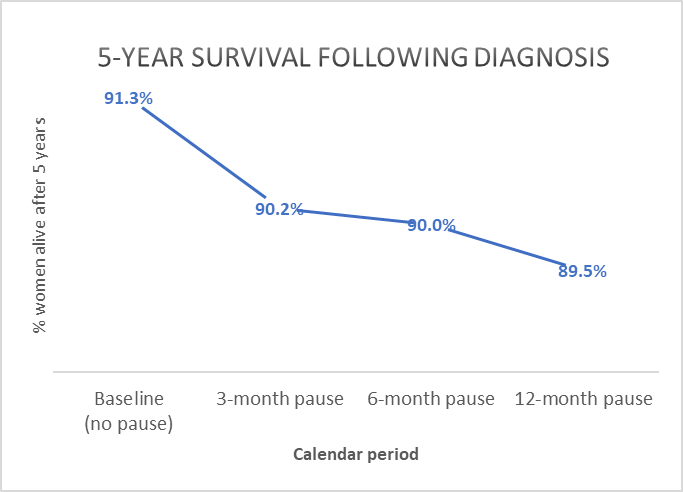 5-YEAR SURVIVAL FOLLOWING DIAGNOSIS
91.3%
90.2%
90.0%
89.5%
% women alive after 5 years
Baseline
(no pause)
3-month pause
6-month pause
12-month pause
Calendar period